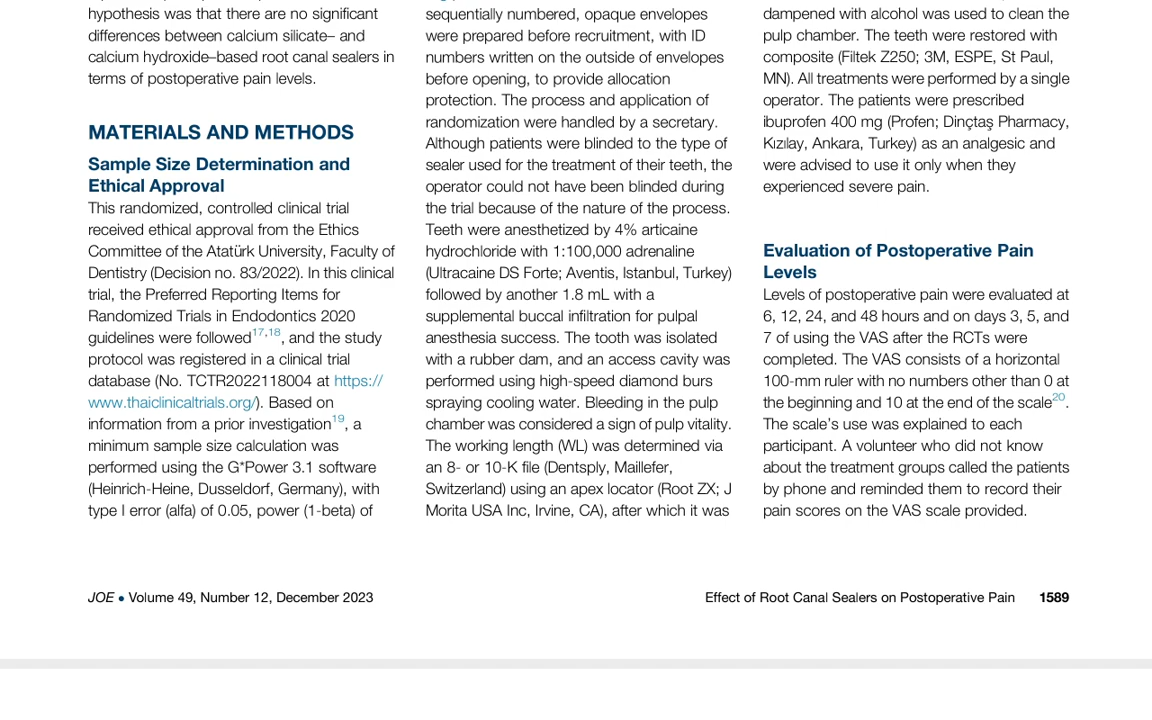 hypothesis was that there are no significant
differences between calcium silicate– and
calcium hydroxide–based root canal sealers in
terms of postoperative pain levels.
MATERIALS AND METHODS
Sample Size Determination and
Ethical Approval
This randomized, controlled clinical trial
received ethical approval from the Ethics
Committee of the Atatürk University, Faculty of
Dentistry (Decision no. 83/2022). In this clinical
trial, the Preferred Reporting Items for
Randomized Trials in Endodontics 2020
guidelines were followed17,18, and the study
protocol was registered in a clinical trial
database (No. TCTR2022118004 at https://
www.thaiclinicaltrials.org/). Based on
information from a prior investigation19, a
minimum sample size calculation was
performed using the G*Power 3.1 software
(Heinrich-Heine, Dusseldorf, Germany), with
type I error (alfa) of 0.05, power (1-beta) of
sequentially numbered, opaque envelopes
were prepared before recruitment, with ID
numbers written on the outside of envelopes
before opening, to provide allocation
protection. The process and application of
randomization were handled by a secretary.
Although patients were blinded to the type of
sealer used for the treatment of their teeth, the
operator could not have been blinded during
the trial because of the nature of the process.
Teeth were anesthetized by 4% articaine
hydrochloride with 1:100,000 adrenaline
(Ultracaine DS Forte; Aventis, Istanbul, Turkey)
followed by another 1.8 mL with a
supplemental buccal infiltration for pulpal
anesthesia success. The tooth was isolated
with a rubber dam, and an access cavity was
performed using high-speed diamond burs
spraying cooling water. Bleeding in the pulp
chamber was considered a sign of pulp vitality.
The working length (WL) was determined via
an 8- or 10-K file (Dentsply, Maillefer,
Switzerland) using an apex locator (Root ZX; J
Morita USA Inc, Irvine, CA), after which it was
dampened with alcohol was used to clean the
pulp chamber. The teeth were restored with
composite (Filtek Z250; 3M, ESPE, St Paul,
MN). All treatments were performed by a single
operator. The patients were prescribed
ibuprofen 400 mg (Profen; Dinçtaş Pharmacy,
Kızılay, Ankara, Turkey) as an analgesic and
were advised to use it only when they
experienced severe pain.
Evaluation of Postoperative Pain
Levels
Levels of postoperative pain were evaluated at
6, 12, 24, and 48 hours and on days 3, 5, and
7 of using the VAS after the RCTs were
completed. The VAS consists of a horizontal
100-mm ruler with no numbers other than 0 at
the beginning and 10 at the end of the scale20.
The scale's use was explained to each
participant. A volunteer who did not know
about the treatment groups called the patients
by phone and reminded them to record their
pain scores on the VAS scale provided.
JOE • Volume 49, Number 12, December 2023
Effect of Root Canal Sealers on Postoperative Pain 1589